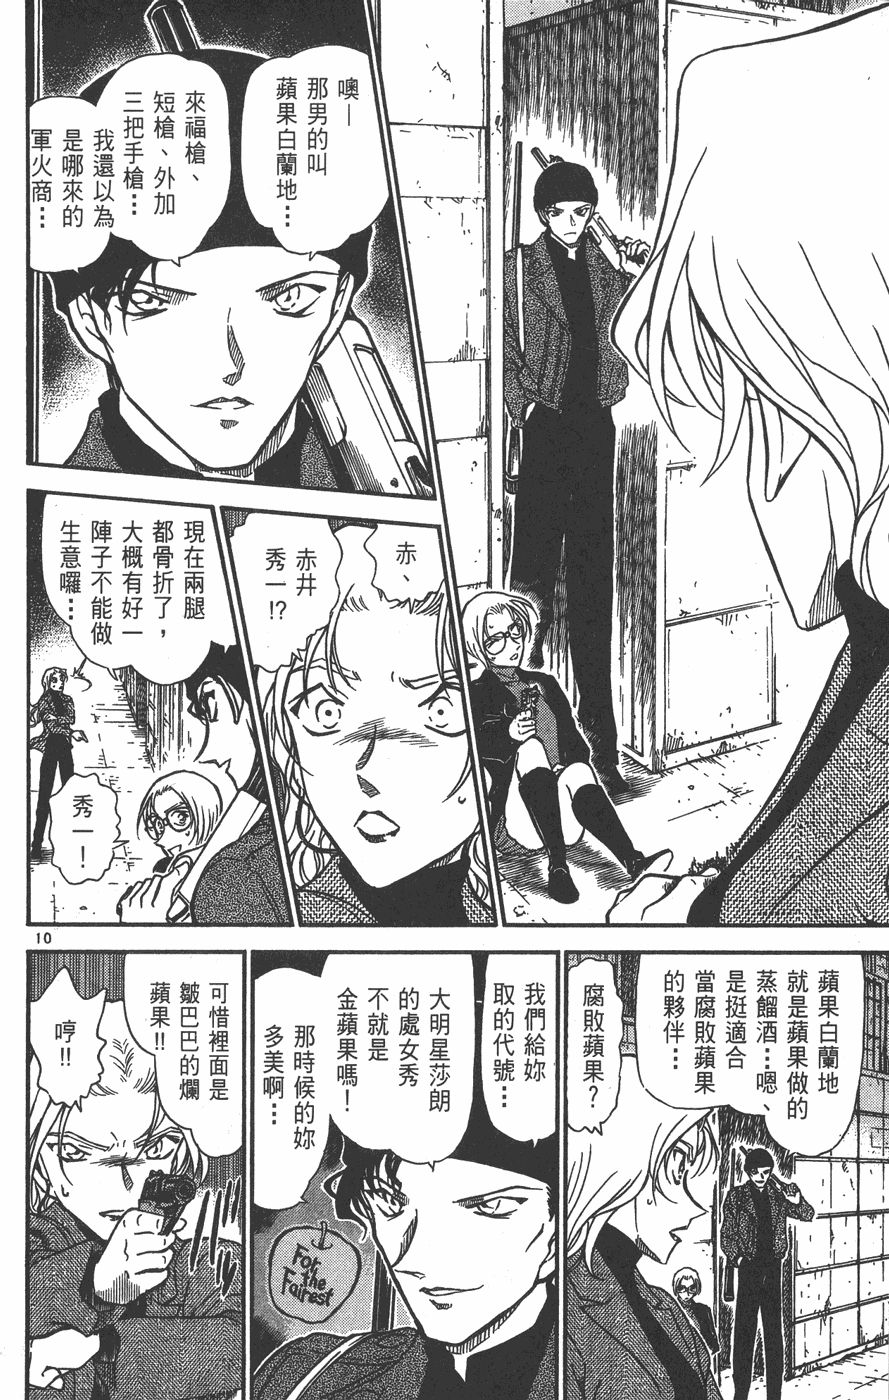 噢—
那男的叫
蘋果白蘭地…
來福槍、
短槍、外加
三把手槍…
我還以為
是哪來的
軍火商…
赤、
赤井
秀一!?
現在兩腿
都骨折了，
大概有好一
陣子不能做
生意囉…
秀一！
10
蘋果白蘭地
就是蘋果做的
蒸餾酒…嗯、
是挺適合
當腐敗蘋果
的夥伴…
腐敗蘋果？
我們給妳
取的代號…
大明星莎朗
的處女秀
不就是
金蘋果嗎！
那時候的妳
多美啊…
For
the
Fairest
可惜裡面是
皺巴巴的爛
蘋果!!
哼!!